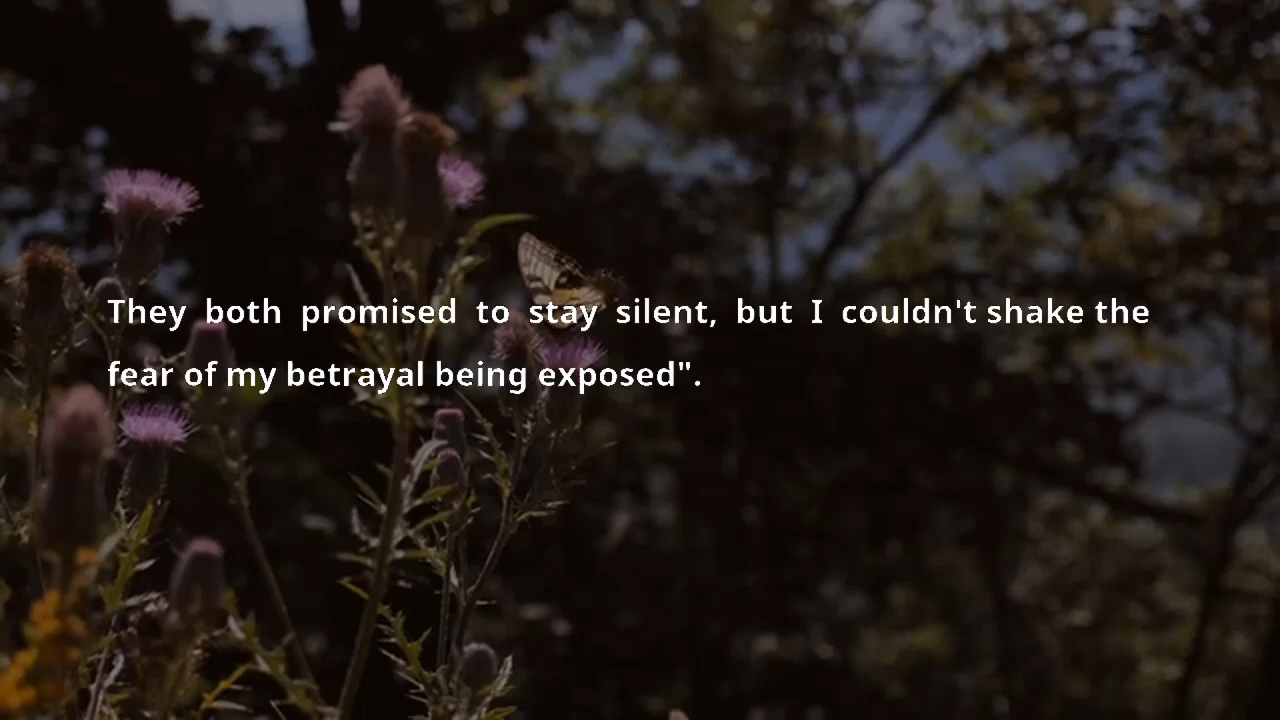 They both promised to stay silent, but I couldn't shake the
fear of my betrayal being exposed".